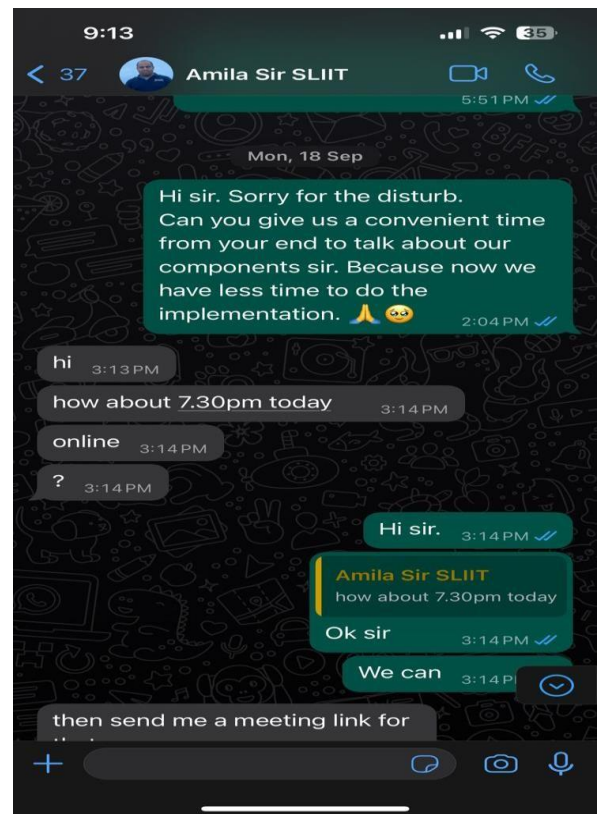 9:13
35
37
Amila Sir SLIIT
5:51 PM
Mon, 18 Sep
Hi sir. Sorry for the disturb.
Can you give us a convenient time
from your end to talk about our
components sir. Because now we
have less time to do the
implementation. 🙏🥺
2:04 PM
hi 3:13 PM
how about 7.30pm today 3:14 PM
online 3:14 PM
? 3:14 PM
Hi sir. 3:14 PM
Amila Sir SLIIT
how about 7.30pm today
Ok sir 3:14 PM
We can 3:14 P
then send me a meeting link for